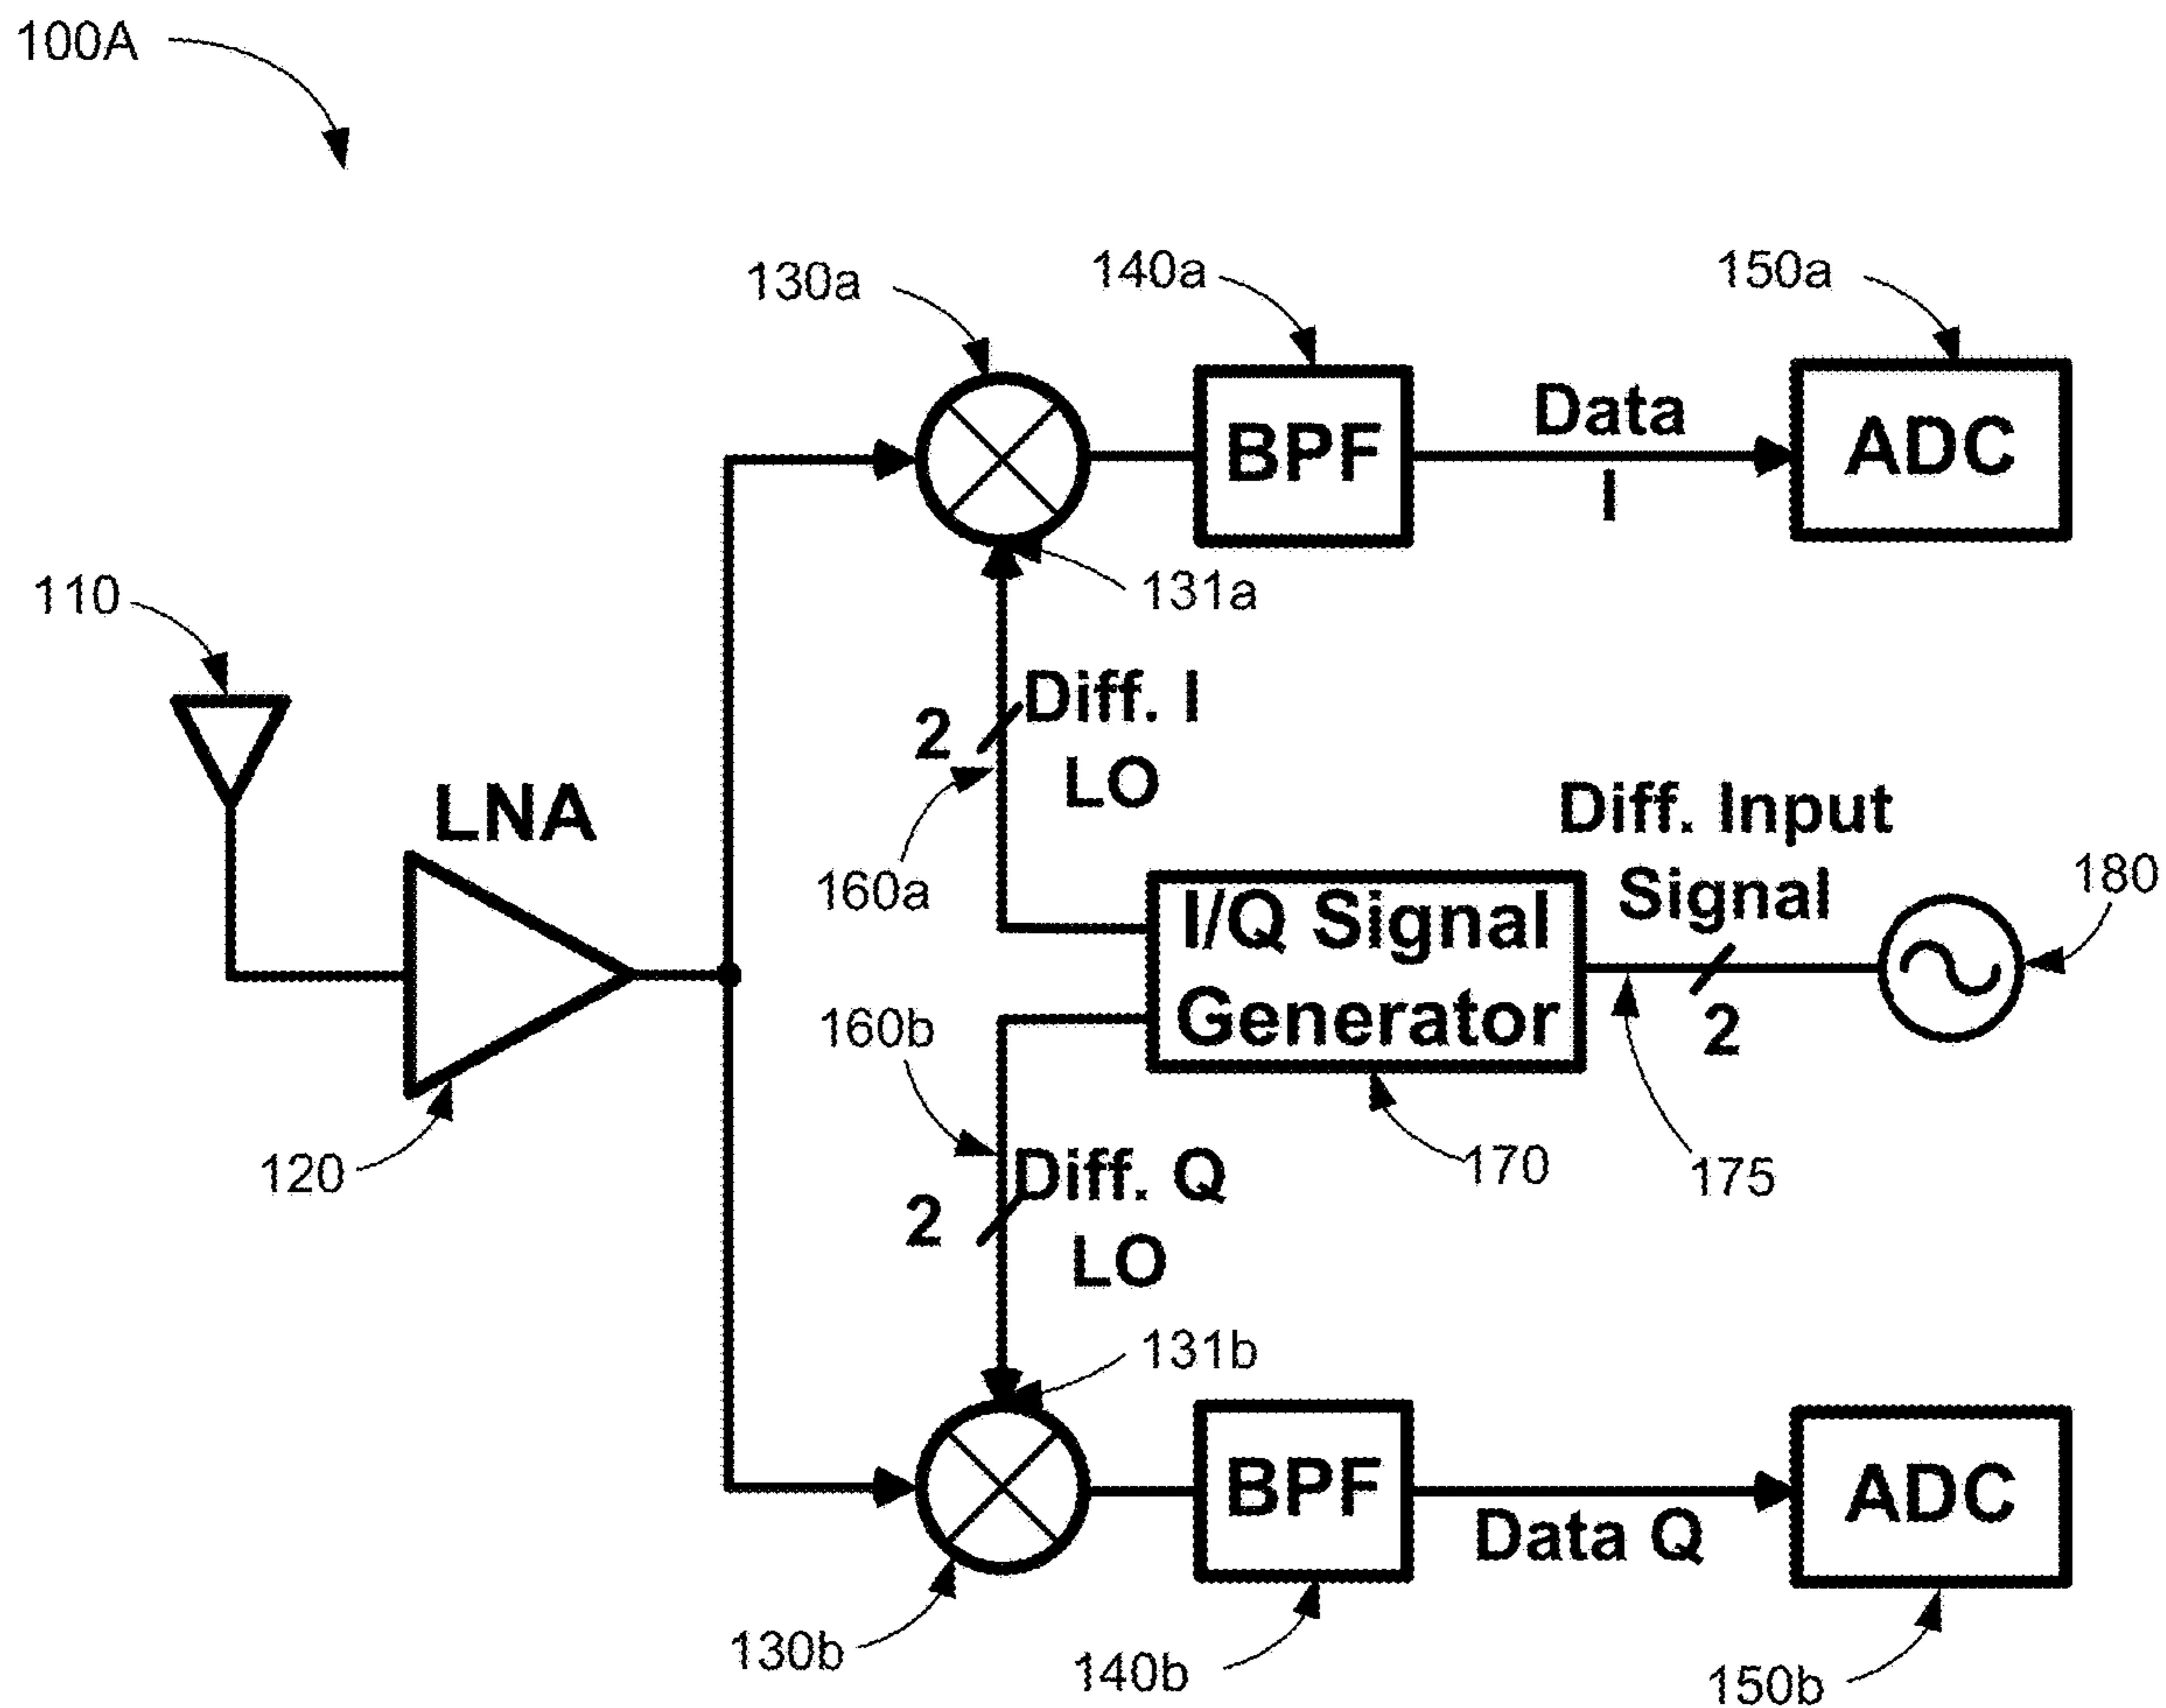 100A
130a
140a
150a
BPF
Data
I
ADC
131a
110
2
Diff. I
LO
LNA
160a
Diff. Input
Signal
180
I/Q Signal
Generator
2
160b
120
2
Diff. Q
LO
170
175
131b
BPF
Data Q
ADC
130b
140b
150b